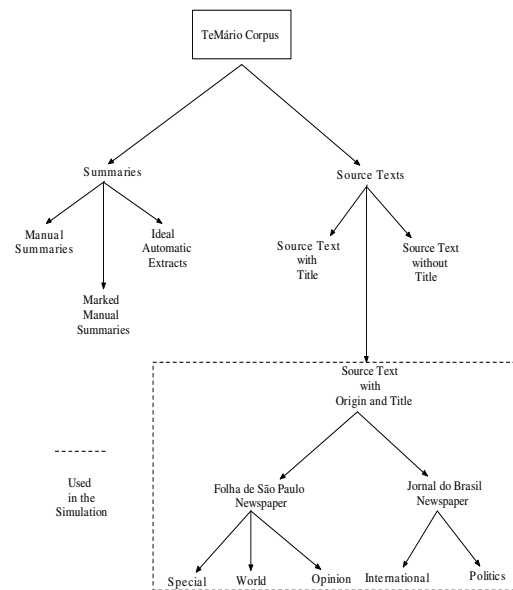 TeMário Corpus
Summaries
Source Texts
Manual
Summaries
Ideal
Automatic
Extracts
Marked
Manual
Summaries
Source Text
with
Title
Source Text
without
Title
Source Text
with
Origin and Title
Used
in the
Simulation
Folha de São Paulo
Newspaper
Jornal do Brasil
Newspaper
Special
World
Opinion
International
Politics